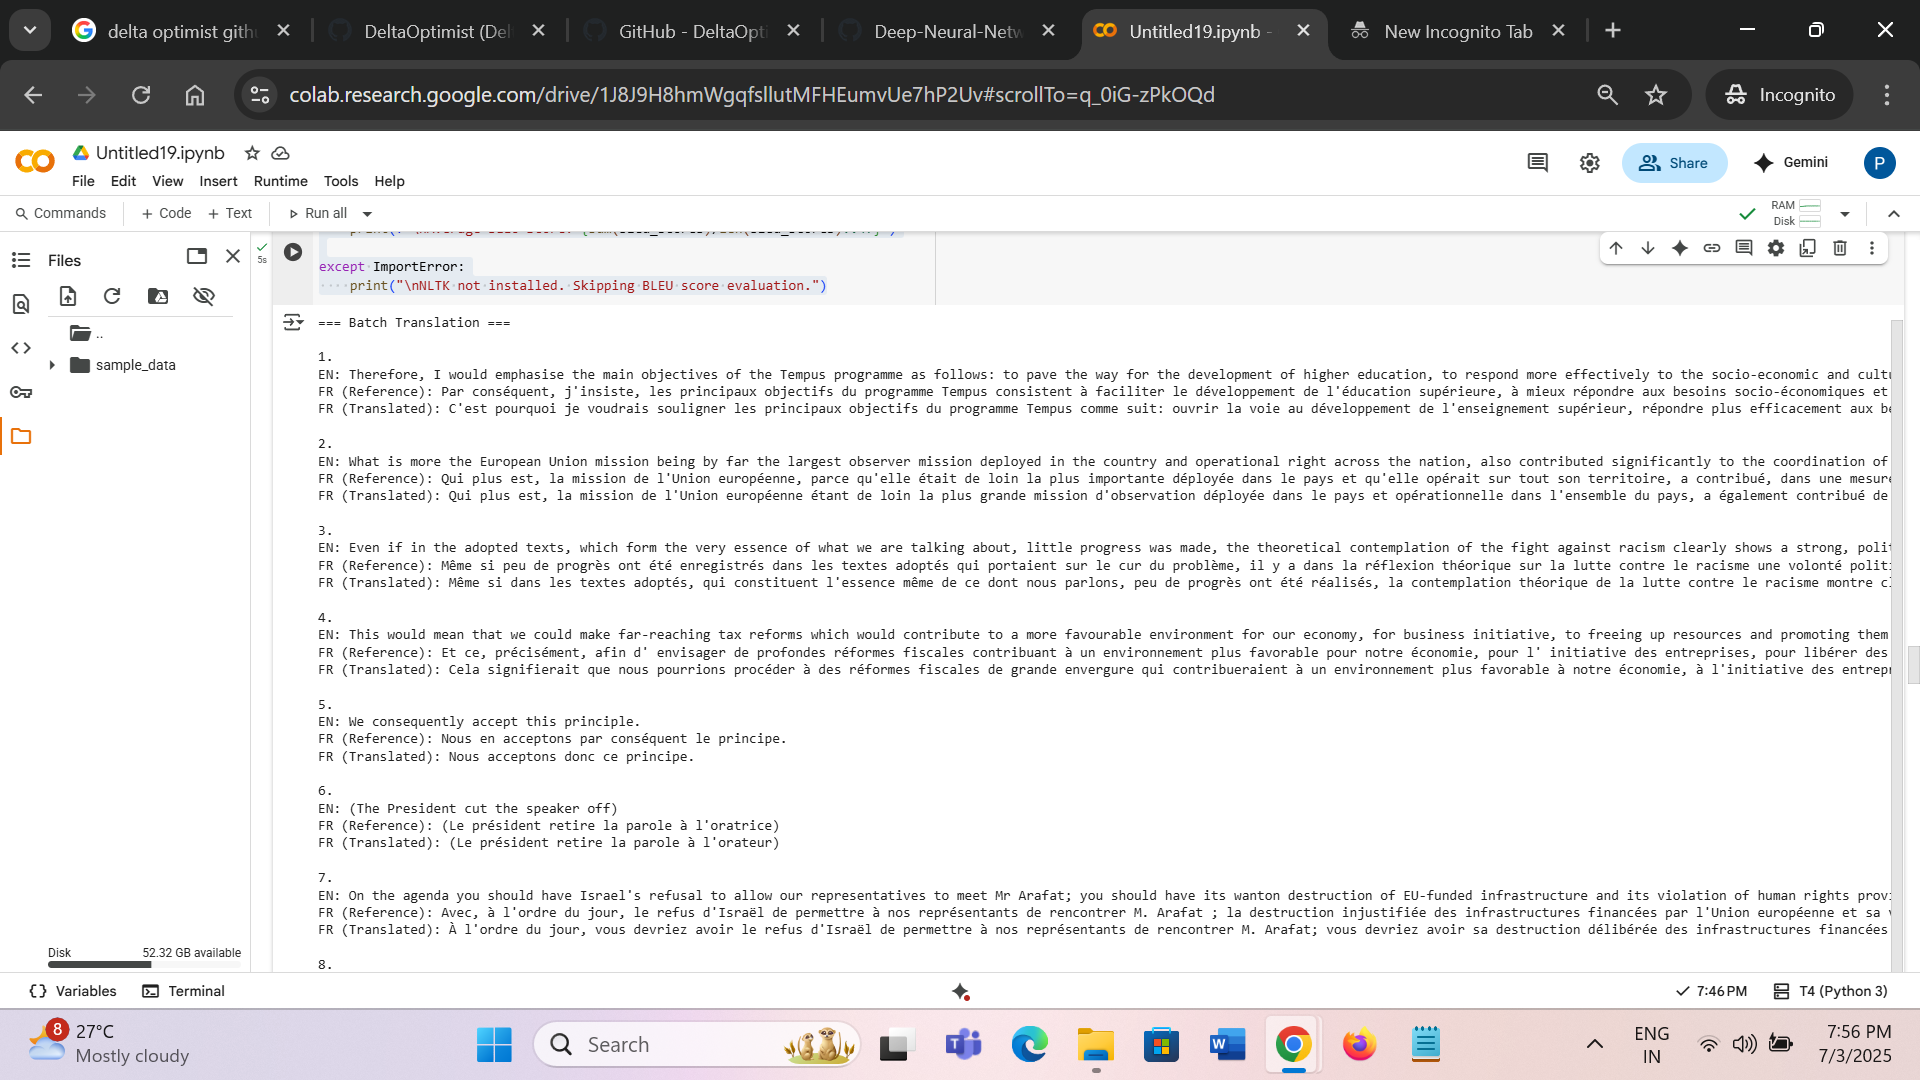 delta optimist gith
DeltaOptimist (Del
GitHub - DeltaOpti
Deep-Neural-Netw
Untitled19.ipynb -
New Incognito Tab
colab.research.google.com/drive/1J8J9H8hmWgqfsllutMFHEumvUe7hP2Uv#scrollTo=q_0iG-zPkOQd
Incognito
Untitled19.ipynb
File Edit View Insert Runtime Tools Help
Share
Gemini
P
Commands + Code + Text Run all
RAM
Disk
Files
..
sample_data
5s
except ImportError:
print("\nNLTK not installed. Skipping BLEU score evaluation.")
=== Batch Translation ===
1.
EN: Therefore, I would emphasise the main objectives of the Tempus programme as follows: to pave the way for the development of higher education, to respond more effectively to the socio-economic and cultu
FR (Reference): Par conséquent, j'insiste, les principaux objectifs du programme Tempus consistent à faciliter le développement de l'éducation supérieure, à mieux répondre aux besoins socio-économiques et
FR (Translated): C'est pourquoi je voudrais souligner les principaux objectifs du programme Tempus comme suit: ouvrir la voie au développement de l'enseignement supérieur, répondre plus efficacement aux be
2.
EN: What is more the European Union mission being by far the largest observer mission deployed in the country and operational right across the nation, also contributed significantly to the coordination of
FR (Reference): Qui plus est, la mission de l'Union européenne, parce qu'elle était de loin la plus importante déployée dans le pays et qu'elle opérait sur tout son territoire, a contribué, dans une mesure
FR (Translated): Qui plus est, la mission de l'Union européenne étant de loin la plus grande mission d'observation déployée dans le pays et opérationnelle dans l'ensemble du pays, a également contribué de
3.
EN: Even if in the adopted texts, which form the very essence of what we are talking about, little progress was made, the theoretical contemplation of the fight against racism clearly shows a strong, polit
FR (Reference): Même si peu de progrès ont été enregistrés dans les textes adoptés qui portaient sur le cur du problème, il y a dans la réflexion théorique sur la lutte contre le racisme une volonté politi
FR (Translated): Même si dans les textes adoptés, qui constituent l'essence même de ce dont nous parlons, peu de progrès ont été réalisés, la contemplation théorique de la lutte contre le racisme montre cl
4.
EN: This would mean that we could make far-reaching tax reforms which would contribute to a more favourable environment for our economy, for business initiative, to freeing up resources and promoting them
FR (Reference): Et ce, précisément, afin d' envisager de profondes réformes fiscales contribuant à un environnement plus favorable pour notre économie, pour l' initiative des entreprises, pour libérer des
FR (Translated): Cela signifierait que nous pourrions procéder à des réformes fiscales de grande envergure qui contribueraient à un environnement plus favorable à notre économie, à l'initiative des entrepr
5.
EN: We consequently accept this principle.
FR (Reference): Nous en acceptons par conséquent le principe.
FR (Translated): Nous acceptons donc ce principe.
6.
EN: (The President cut the speaker off)
FR (Reference): (Le président retire la parole à l'oratrice)
FR (Translated): (Le président retire la parole à l'orateur)
7.
EN: On the agenda you should have Israel's refusal to allow our representatives to meet Mr Arafat; you should have its wanton destruction of EU-funded infrastructure and its violation of human rights provi
FR (Reference): Avec, à l'ordre du jour, le refus d'Israël de permettre à nos représentants de rencontrer M. Arafat ; la destruction injustifiée des infrastructures financées par l'Union européenne et sa v
FR (Translated): À l'ordre du jour, vous devriez avoir le refus d'Israël de permettre à nos représentants de rencontrer M. Arafat; vous devriez avoir sa destruction délibérée des infrastructures financées
8.
Disk 52.32 GB available
Variables Terminal
7:46 PM T4 (Python 3)
8
27°C
Mostly cloudy
Search
ENG
IN
7:56 PM
7/3/2025